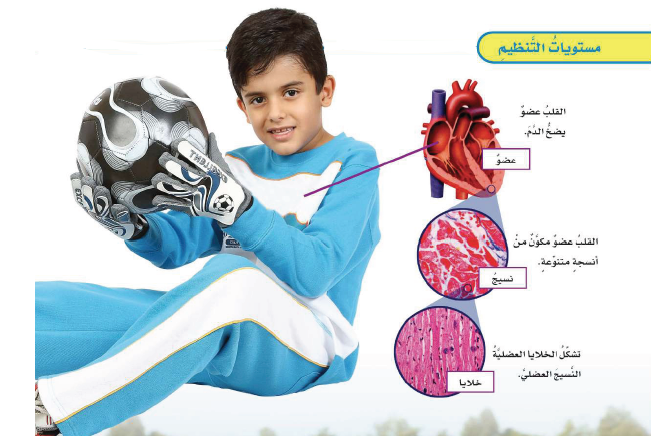 مستوياتُ التَّنظيمِ
القلبُ عضوٌ
يضخُّ الدَّمَ.
عضوٌ
القلبُ عضوٌ مكوَّنٌ منْ
أنسجةٍ متنوّعةٍ.
نسيجٌ
تشكّلُ الخلايا العضليَّةُ
النَّسيجَ العضليَّ.
خلايا